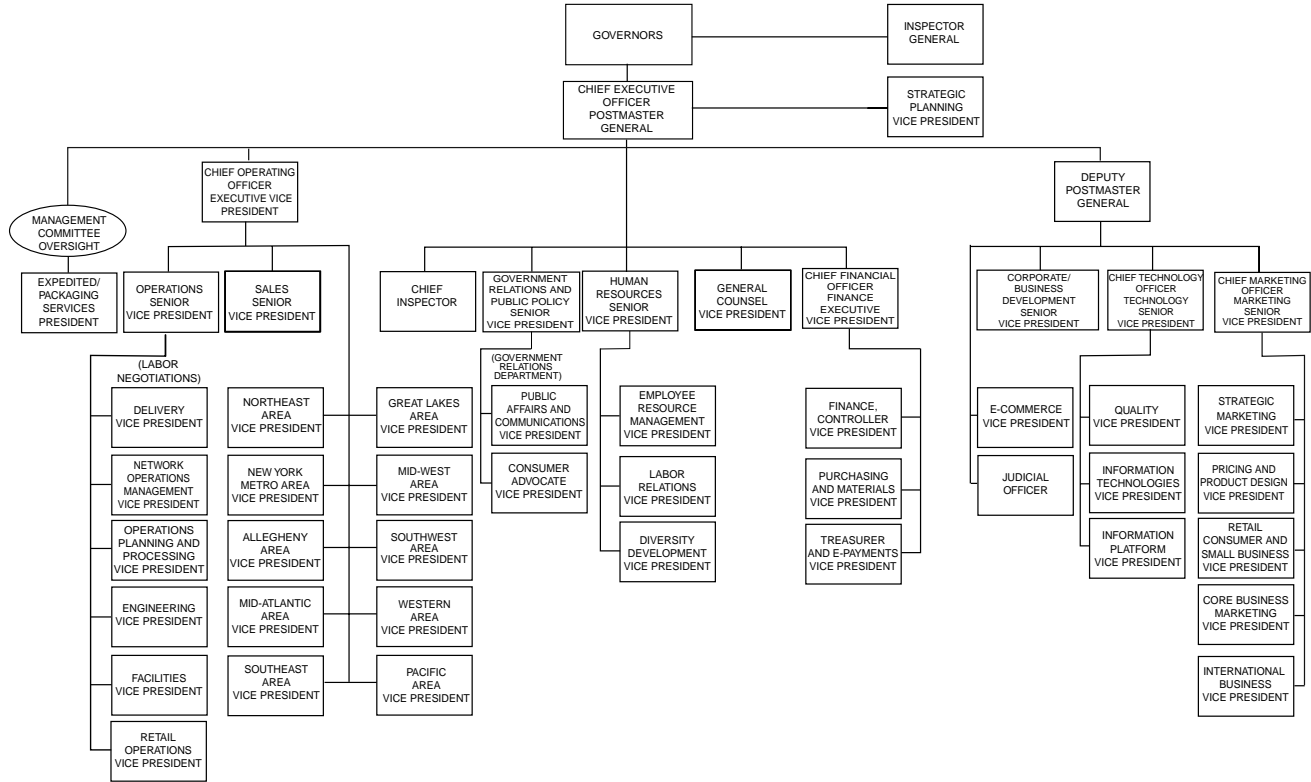 GOVERNORS
INSPECTOR
GENERAL
CHIEF EXECUTIVE
OFFICER
POSTMASTER
GENERAL
STRATEGIC
PLANNING
VICE PRESIDENT
MANAGEMENT
COMMITTEE
OVERSIGHT
CHIEF OPERATING
OFFICER
EXECUTIVE VICE
PRESIDENT
DEPUTY
POSTMASTER
GENERAL
EXPEDITED/
PACKAGING
SERVICES
PRESIDENT
OPERATIONS
SENIOR
VICE PRESIDENT
SALES
SENIOR
VICE PRESIDENT
CHIEF
INSPECTOR
GOVERNMENT
RELATIONS AND
PUBLIC POLICY
SENIOR
VICE PRESIDENT
HUMAN
RESOURCES
SENIOR
VICE PRESIDENT
GENERAL
COUNSEL
VICE PRESIDENT
CHIEF FINANCIAL
OFFICER
FINANCE
EXECUTIVE
VICE PRESIDENT
CORPORATE/
BUSINESS
DEVELOPMENT
SENIOR
VICE PRESIDENT
CHIEF TECHNOLOGY
OFFICER
TECHNOLOGY
SENIOR
VICE PRESIDENT
CHIEF MARKETING
OFFICER
MARKETING
SENIOR
VICE PRESIDENT
(LABOR
NEGOTIATIONS)
DELIVERY
VICE PRESIDENT
NETWORK
OPERATIONS
MANAGEMENT
VICE PRESIDENT
OPERATIONS
PLANNING AND
PROCESSING
VICE PRESIDENT
ENGINEERING
VICE PRESIDENT
FACILITIES
VICE PRESIDENT
RETAIL
OPERATIONS
VICE PRESIDENT
NORTHEAST
AREA
VICE PRESIDENT
NEW YORK
METRO AREA
VICE PRESIDENT
ALLEGHENY
AREA
VICE PRESIDENT
MID-ATLANTIC
AREA
VICE PRESIDENT
SOUTHEAST
AREA
VICE PRESIDENT
GREAT LAKES
AREA
VICE PRESIDENT
MID-WEST
AREA
VICE PRESIDENT
SOUTHWEST
AREA
VICE PRESIDENT
WESTERN
AREA
VICE PRESIDENT
PACIFIC
AREA
VICE PRESIDENT
(GOVERNMENT
RELATIONS
DEPARTMENT)
PUBLIC
AFFAIRS AND
COMMUNICATIONS
VICE PRESIDENT
CONSUMER
ADVOCATE
VICE PRESIDENT
EMPLOYEE
RESOURCE
MANAGEMENT
VICE PRESIDENT
LABOR
RELATIONS
VICE PRESIDENT
DIVERSITY
DEVELOPMENT
VICE PRESIDENT
FINANCE,
CONTROLLER
VICE PRESIDENT
PURCHASING
AND MATERIALS
VICE PRESIDENT
TREASURER
AND E-PAYMENTS
VICE PRESIDENT
E-COMMERCE
VICE PRESIDENT
JUDICIAL
OFFICER
QUALITY
VICE PRESIDENT
INFORMATION
TECHNOLOGIES
VICE PRESIDENT
INFORMATION
PLATFORM
VICE PRESIDENT
STRATEGIC
MARKETING
VICE PRESIDENT
PRICING AND
PRODUCT DESIGN
VICE PRESIDENT
RETAIL
CONSUMER AND
SMALL BUSINESS
VICE PRESIDENT
CORE BUSINESS
MARKETING
VICE PRESIDENT
INTERNATIONAL
BUSINESS
VICE PRESIDENT